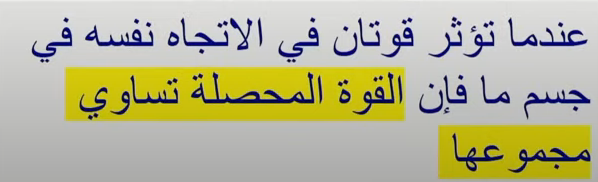 عندما تؤثر قوتان في الاتجاه نفسه في
جسم ما فإن القوة المحصلة تساوي
مجموعها